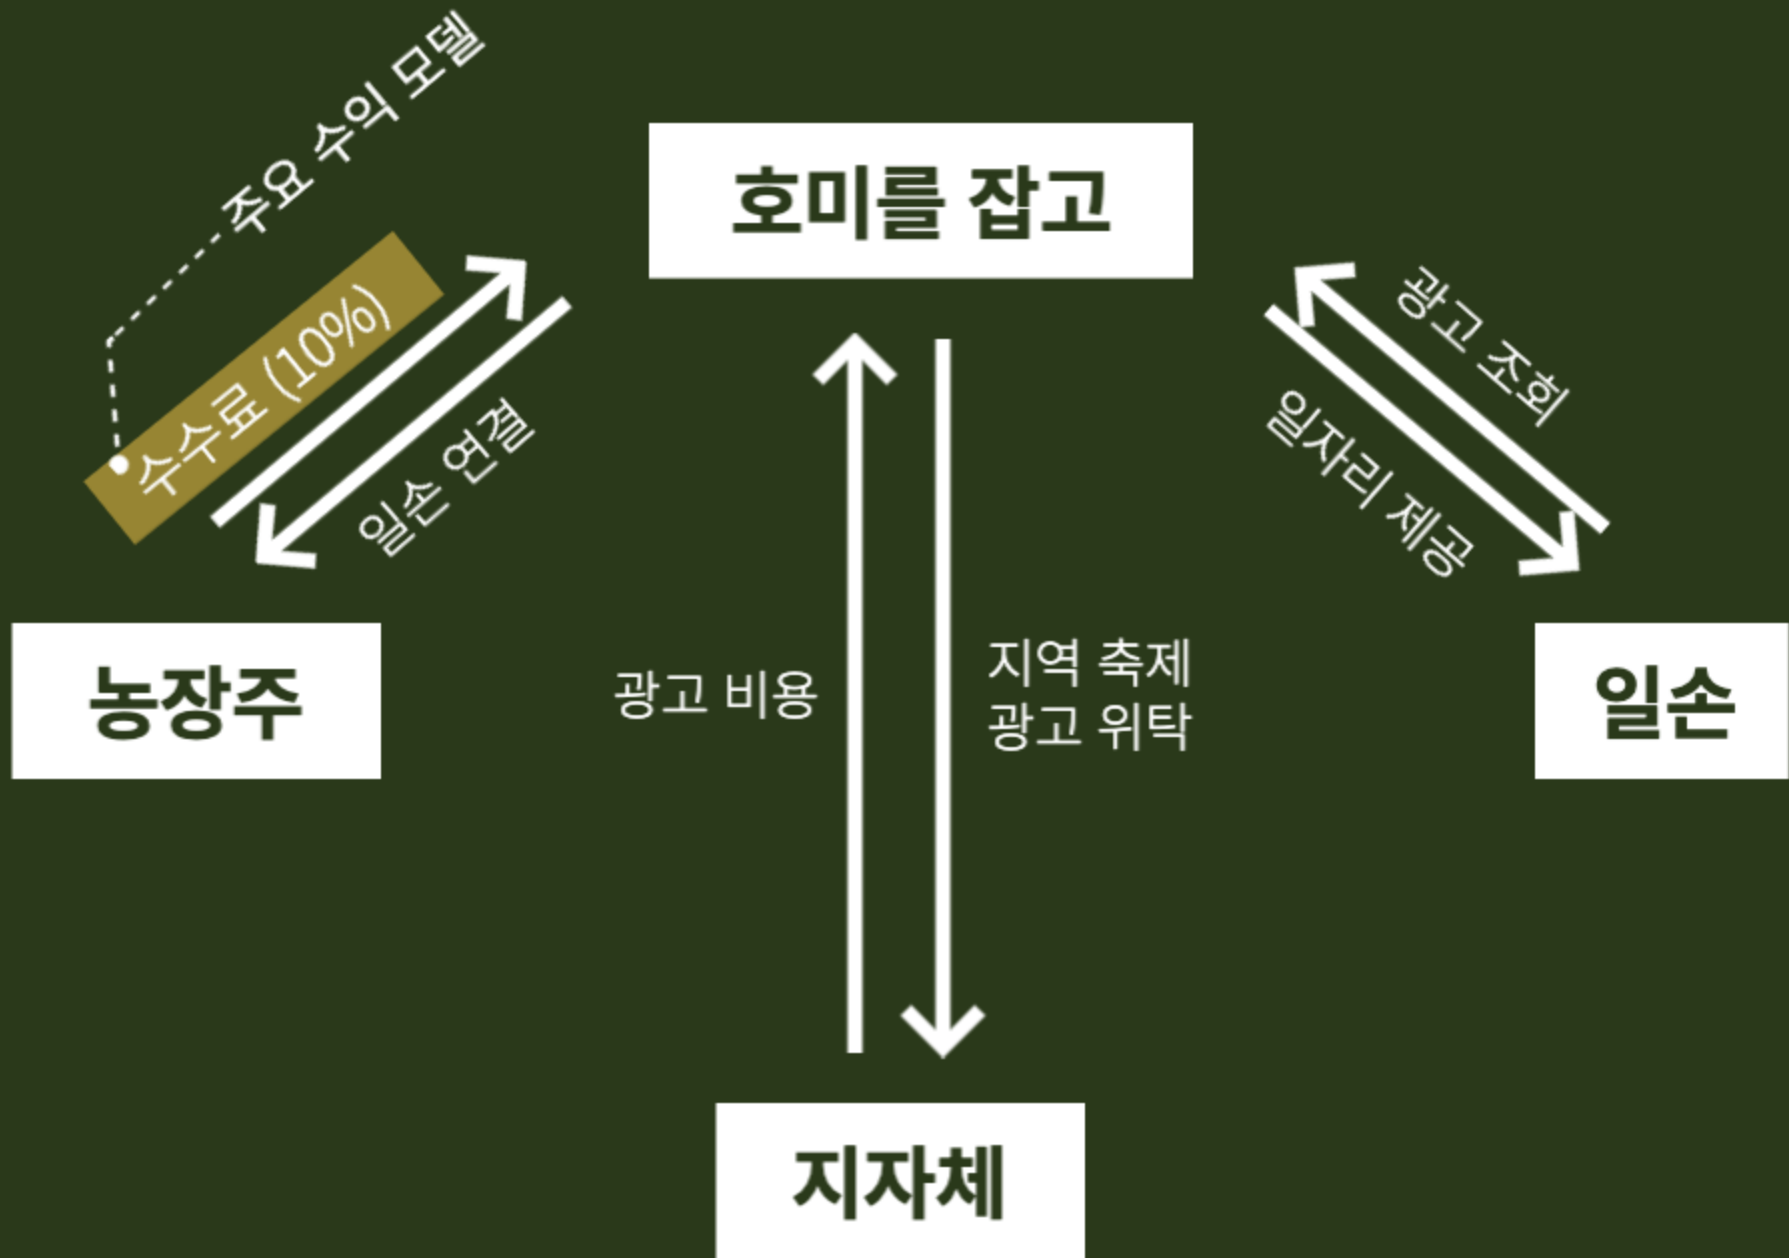 주요 수익 모델
호미를 잡고
수수료 (10%)
일손 연결
광고 조회
일자리 제공
농장주
광고 비용
지역 축제
광고 위탁
일손
지자체